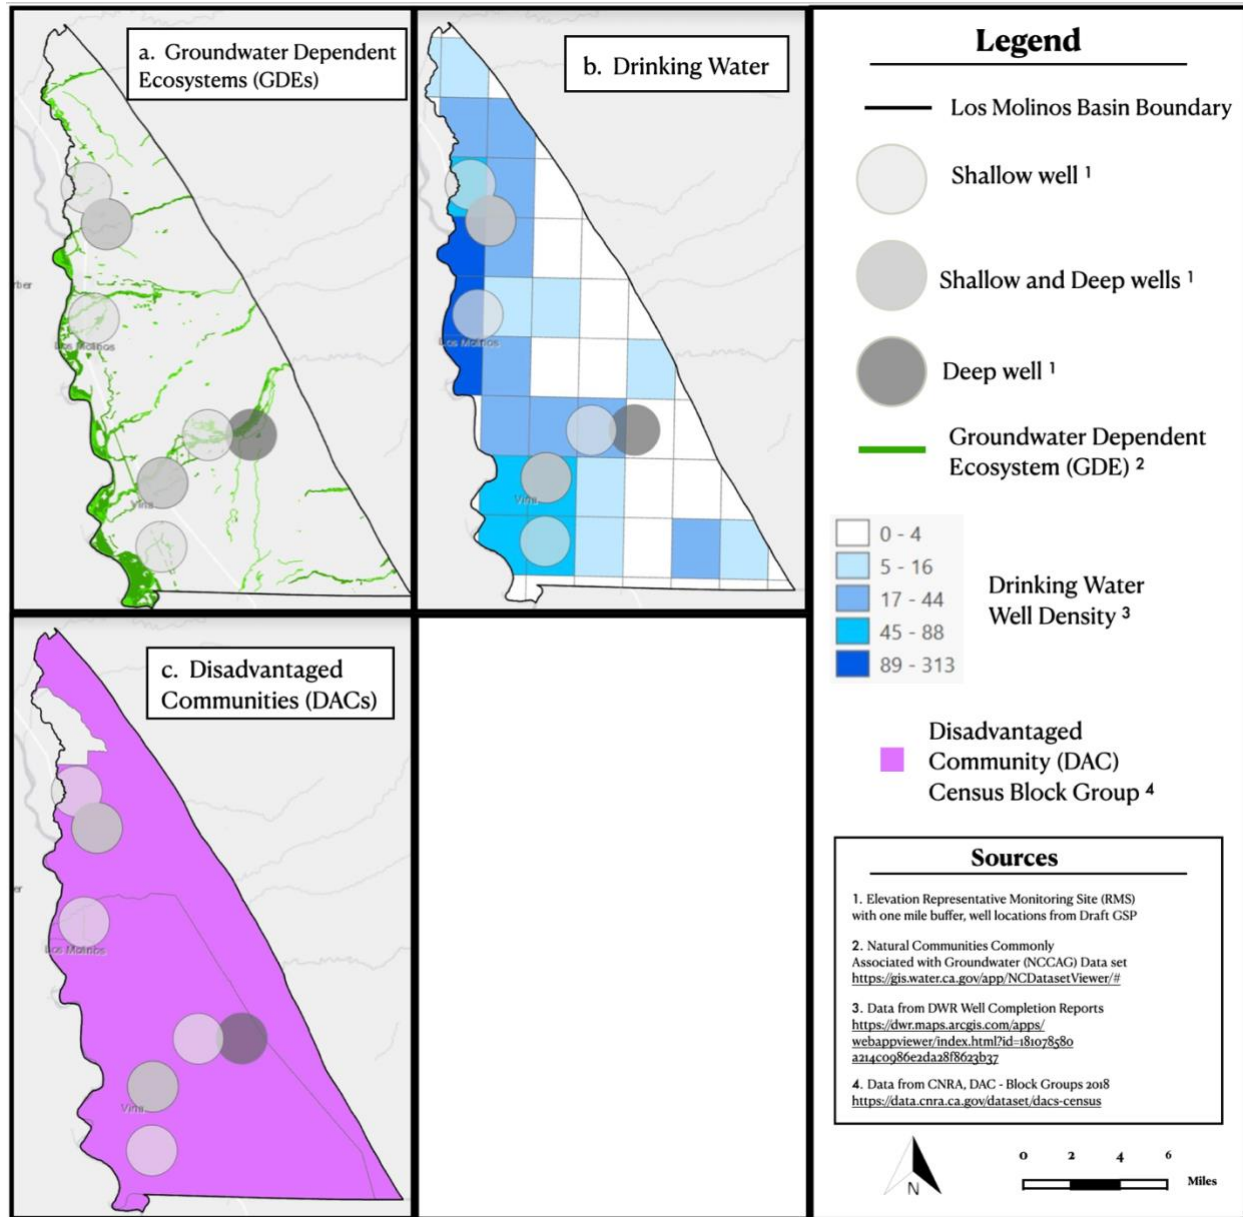 a. Groundwater Dependent
Ecosystems (GDEs)
Los Molinos
Vina
b. Drinking Water
Los Molinos
Vina
c. Disadvantaged
Communities (DACs)
Los Molinos
Vina
Legend
Los Molinos Basin Boundary
Shallow well ¹
Shallow and Deep wells ¹
Deep well ¹
Groundwater Dependent
Ecosystem (GDE) ²
0 - 4
5 - 16
17 - 44
45 - 88
89 - 313
Drinking Water
Well Density ³
Disadvantaged
Community (DAC)
Census Block Group ⁴
Sources
1. Elevation Representative Monitoring Site (RMS)
with one mile buffer, well locations from Draft GSP
2. Natural Communities Commonly
Associated with Groundwater (NCCAG) Data set
https://gis.water.ca.gov/app/NCDatasetViewer/#
3. Data from DWR Well Completion Reports
https://dwr.maps.arcgis.com/apps/
webappviewer/index.html?id=181078580
a214c0986e2da28f8623b37
4. Data from CNRA, DAC - Block Groups 2018
https://data.cnra.ca.gov/dataset/dacs-census
N
0 2 4 6
Miles